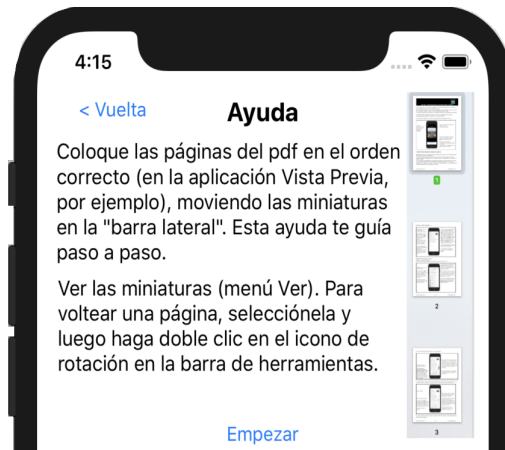 4:15
< Vuelta
Ayuda
Coloque las páginas del pdf en el orden
correcto (en la aplicación Vista Previa,
por ejemplo), moviendo las miniaturas
en la "barra lateral". Esta ayuda te guía
paso a paso.
Ver las miniaturas (menú Ver). Para
voltear una página, selecciónela y
luego haga doble clic en el icono de
rotación en la barra de herramientas.
Empezar
1
2
3